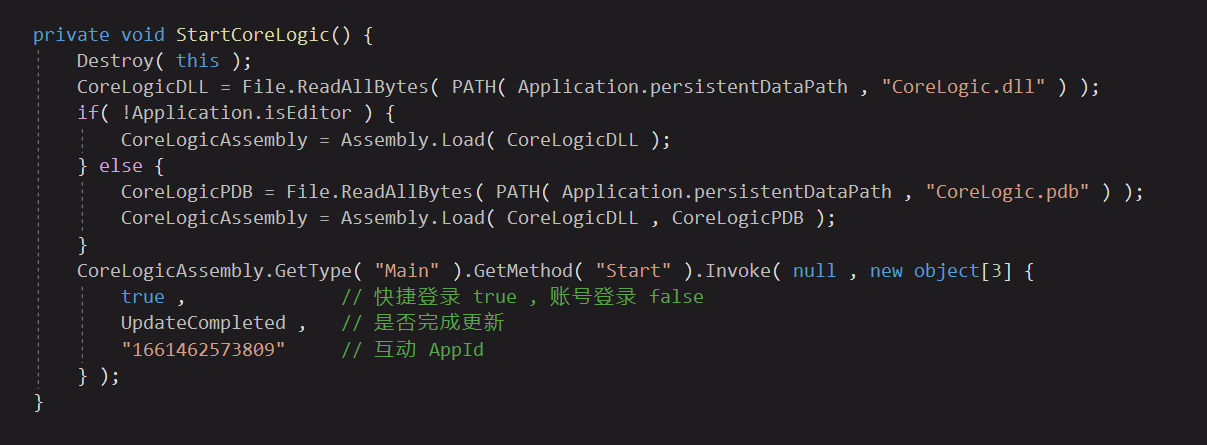 private void StartCoreLogic() {
Destroy( this );
CoreLogicDLL = File.ReadAllBytes( PATH( Application.persistentDataPath , "CoreLogic.dll" ) );
if( !Application.isEditor ) {
CoreLogicAssembly = Assembly.Load( CoreLogicDLL );
} else {
CoreLogicPDB = File.ReadAllBytes( PATH( Application.persistentDataPath , "CoreLogic.pdb" ) );
CoreLogicAssembly = Assembly.Load( CoreLogicDLL , CoreLogicPDB );
}
CoreLogicAssembly.GetType( "Main" ).GetMethod( "Start" ).Invoke( null , new object[3] {
true , // 快捷登录 true , 账号登录 false
UpdateCompleted , // 是否完成更新
"1661462573809" // 互动 AppId
} );
}